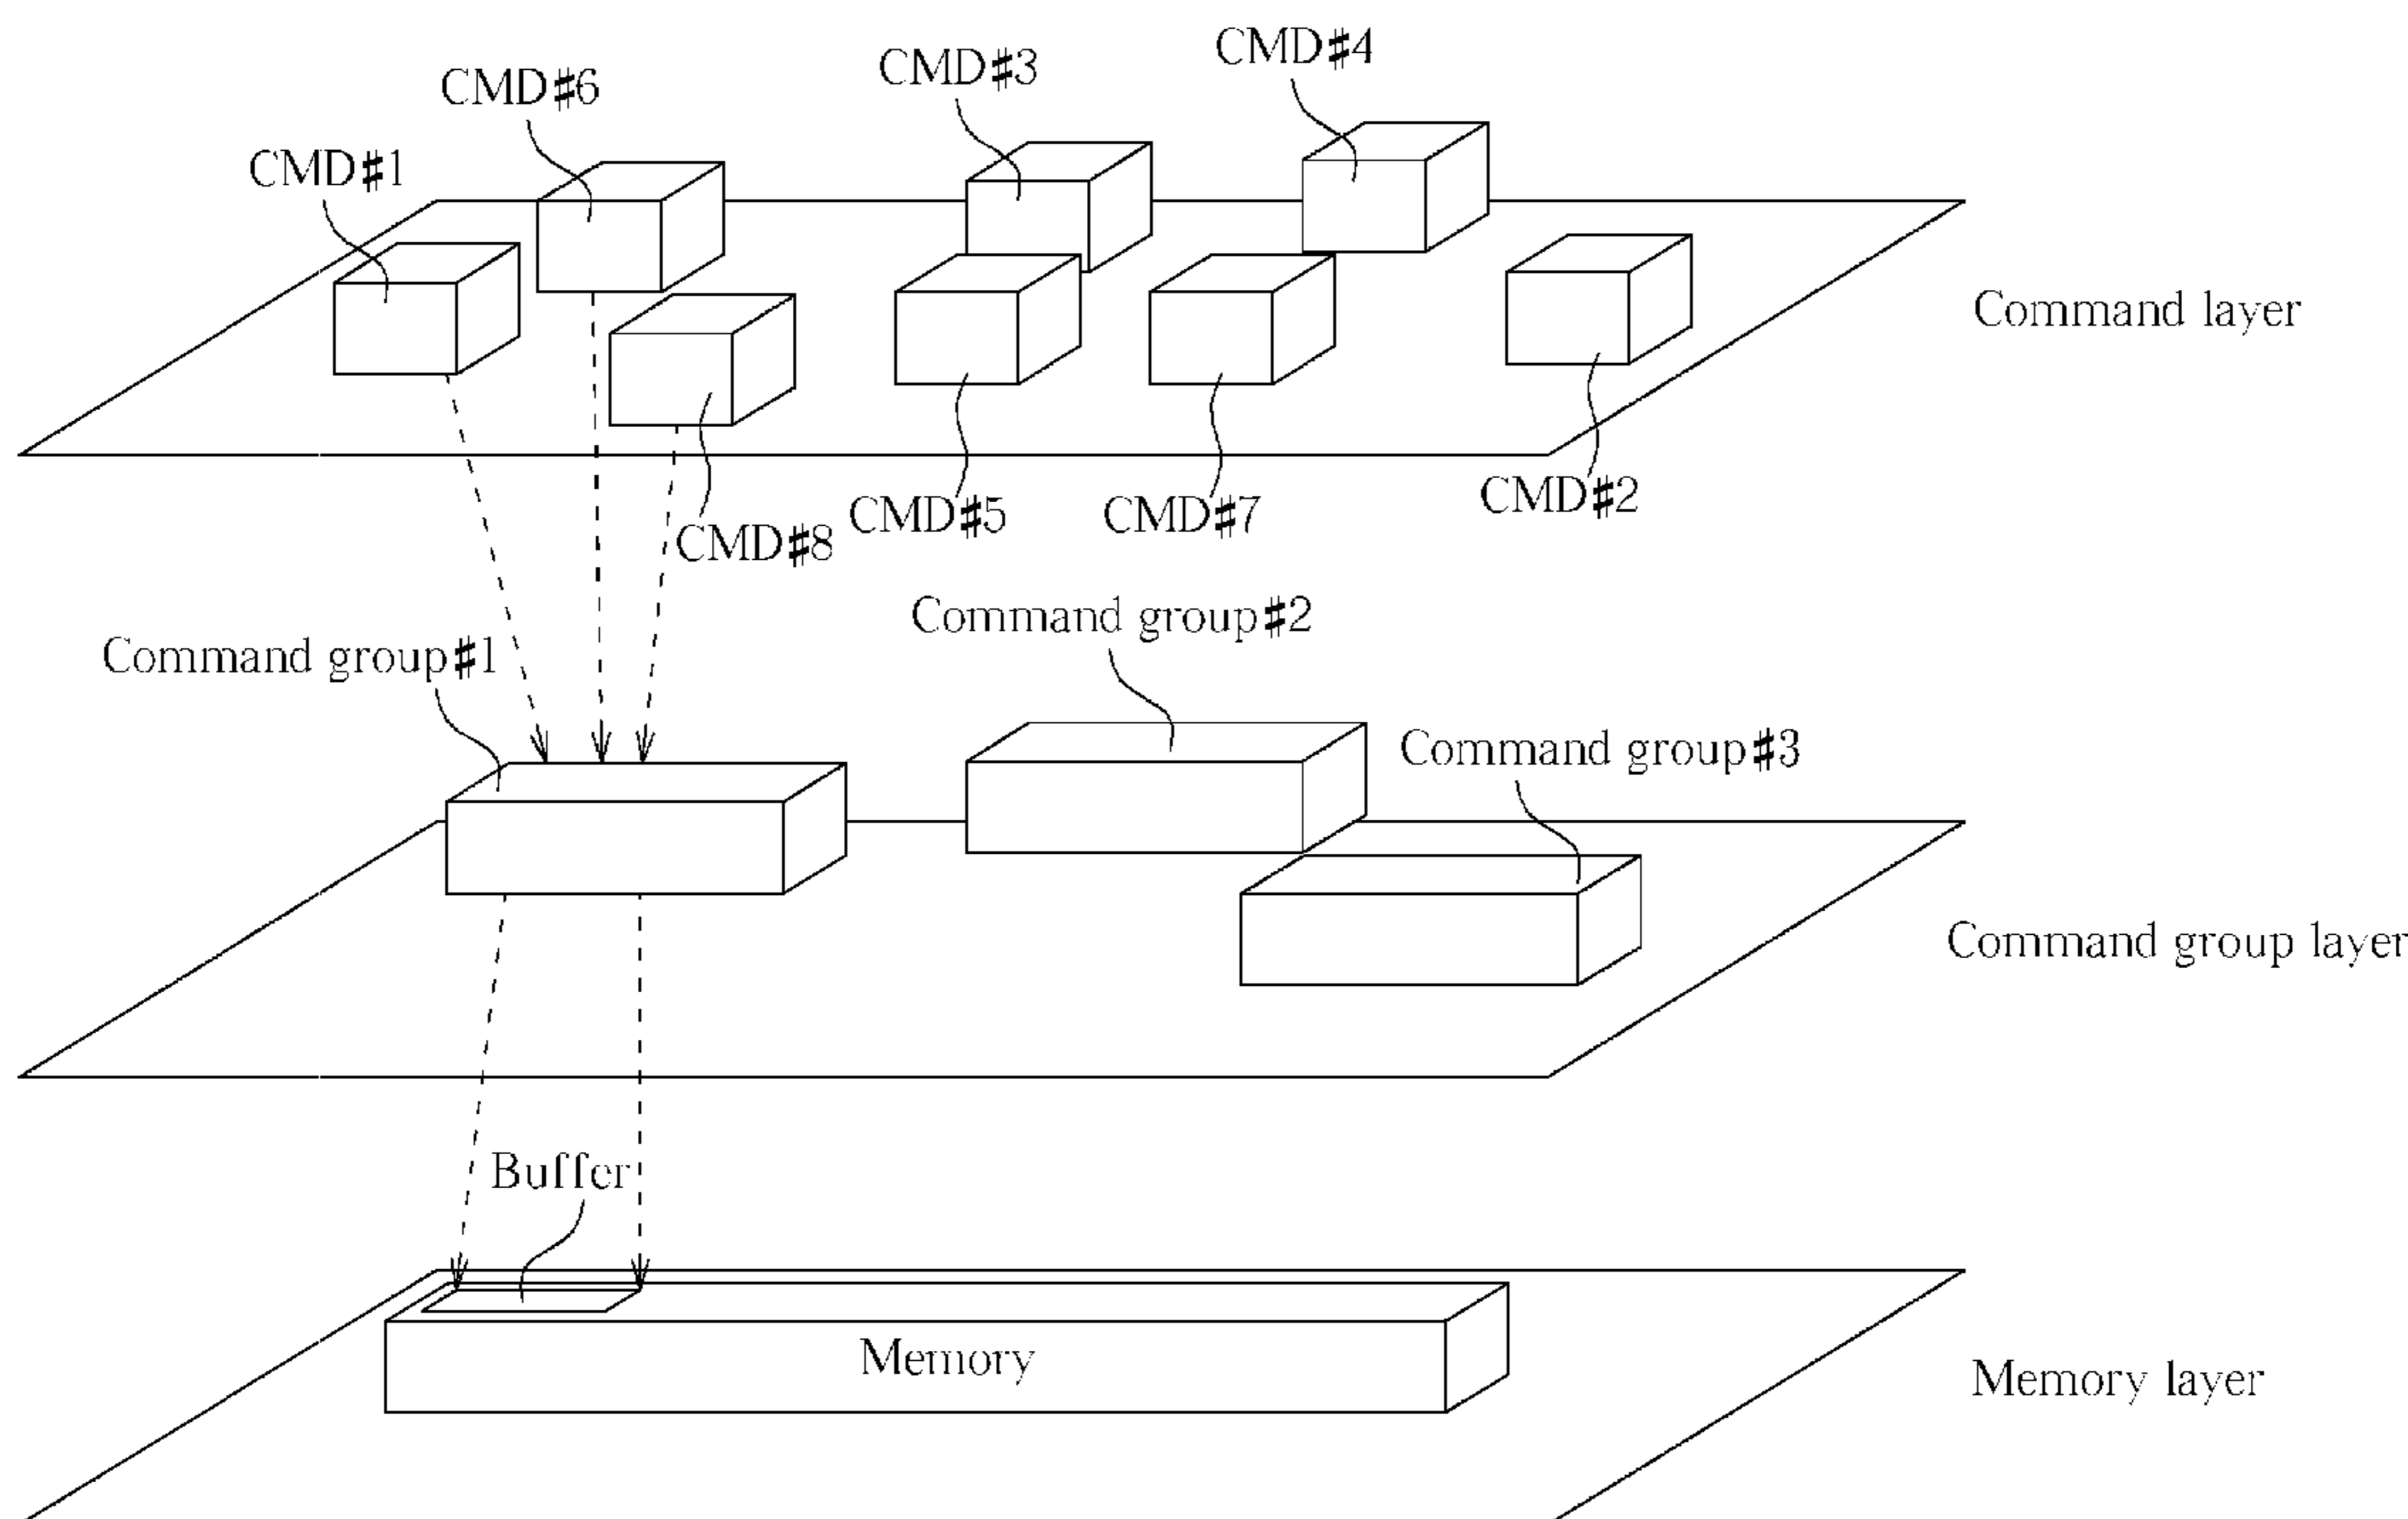 CMD#4
CMD#3
CMD#6
CMD#1
Command layer
CMD#2
CMD#5
CMD#7
CMD#8
Command group#2
Command group#1
Command group#3
Command group layer
Buffer
Memory
Memory layer